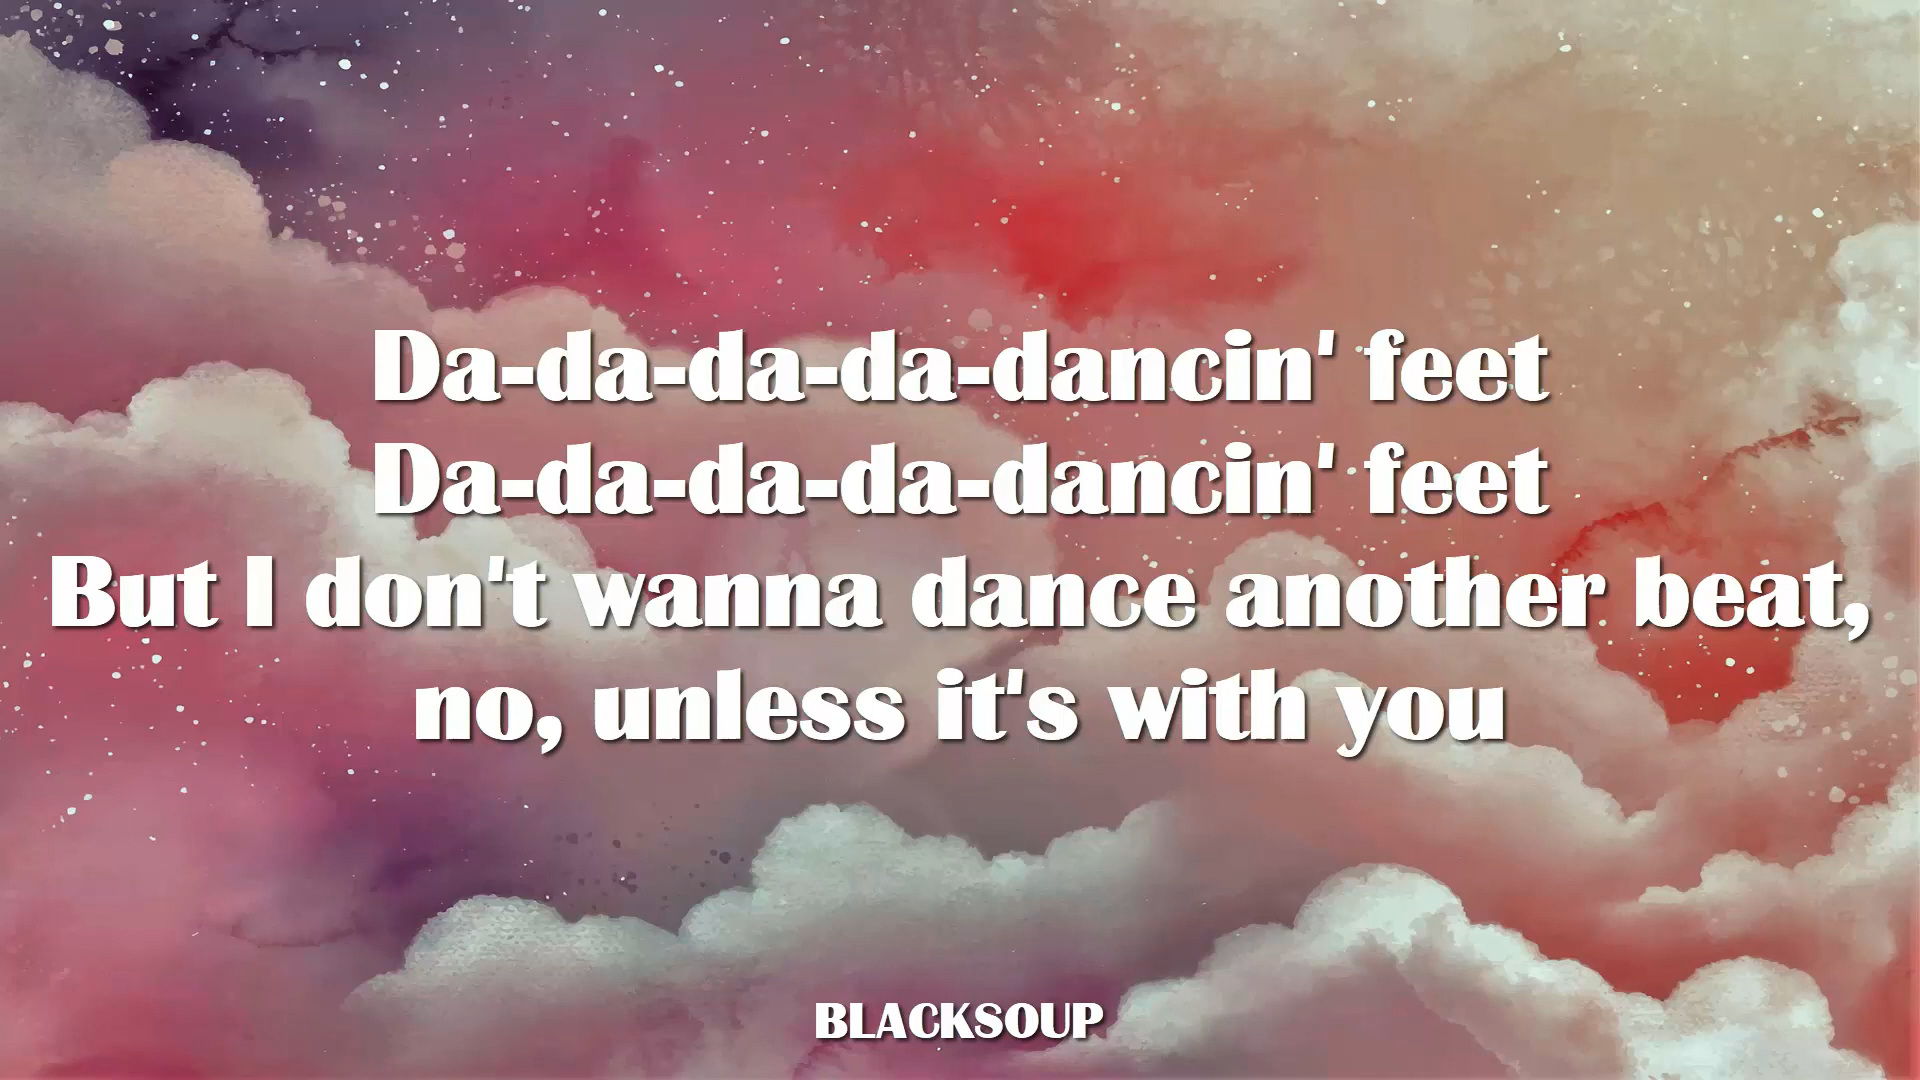 Da-da-da-da-dancin' feet
Da-da-da-da-dancin' feet
But I don't wanna dance another beat,
no, unless it's with you
BLACKSOUP